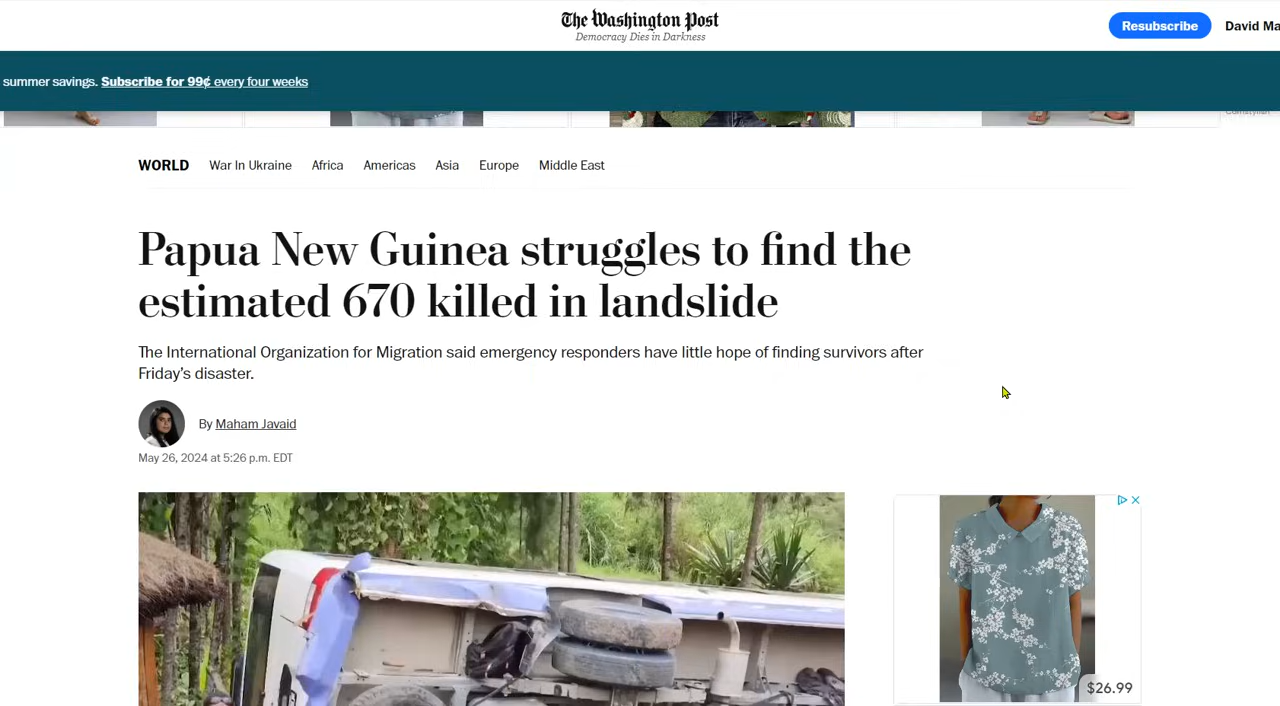 The Washington Post
Democracy Dies in Darkness
Resubscribe
David Ma
summer savings. Subscribe for 99¢ every four weeks
WORLD War In Ukraine Africa Americas Asia Europe Middle East
Papua New Guinea struggles to find the
estimated 670 killed in landslide
The International Organization for Migration said emergency responders have little hope of finding survivors after
Friday's disaster.
By Maham Javaid
May 26, 2024 at 5:26 p.m. EDT
$26.99